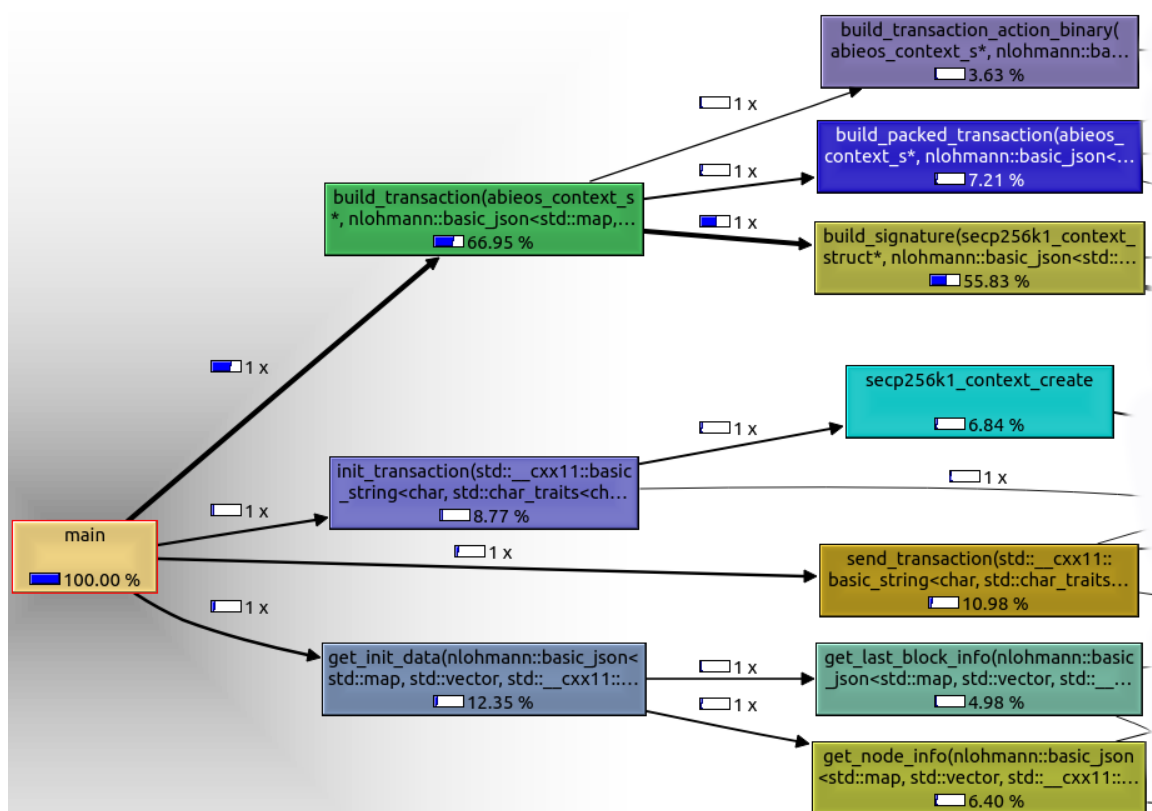 build_transaction_action_binary(
abieos_context_s*, nlohmann::ba...
3.63 %
1 x
build_packed_transaction(abieos_
context_s*, nlohmann::basic_json<...
7.21 %
1 x
build_transaction(abieos_context_s
*, nlohmann::basic_json<std::map,...
66.95 %
1 x
build_signature(secp256k1_context_
struct*, nlohmann::basic_json<std::...
55.83 %
1 x
secp256k1_context_create
6.84 %
1 x
init_transaction(std::__cxx11::basic
_string<char, std::char_traits<ch...
8.77 %
1 x
1 x
main
100.00 %
1 x
send_transaction(std::__cxx11::
basic_string<char, std::char_traits...
10.98 %
1 x
get_init_data(nlohmann::basic_json<
std::map, std::vector, std::__cxx11::...
12.35 %
1 x
get_last_block_info(nlohmann::basic
_json<std::map, std::vector, std::__...
4.98 %
1 x
get_node_info(nlohmann::basic_json
<std::map, std::vector, std::__cxx11::...
6.40 %